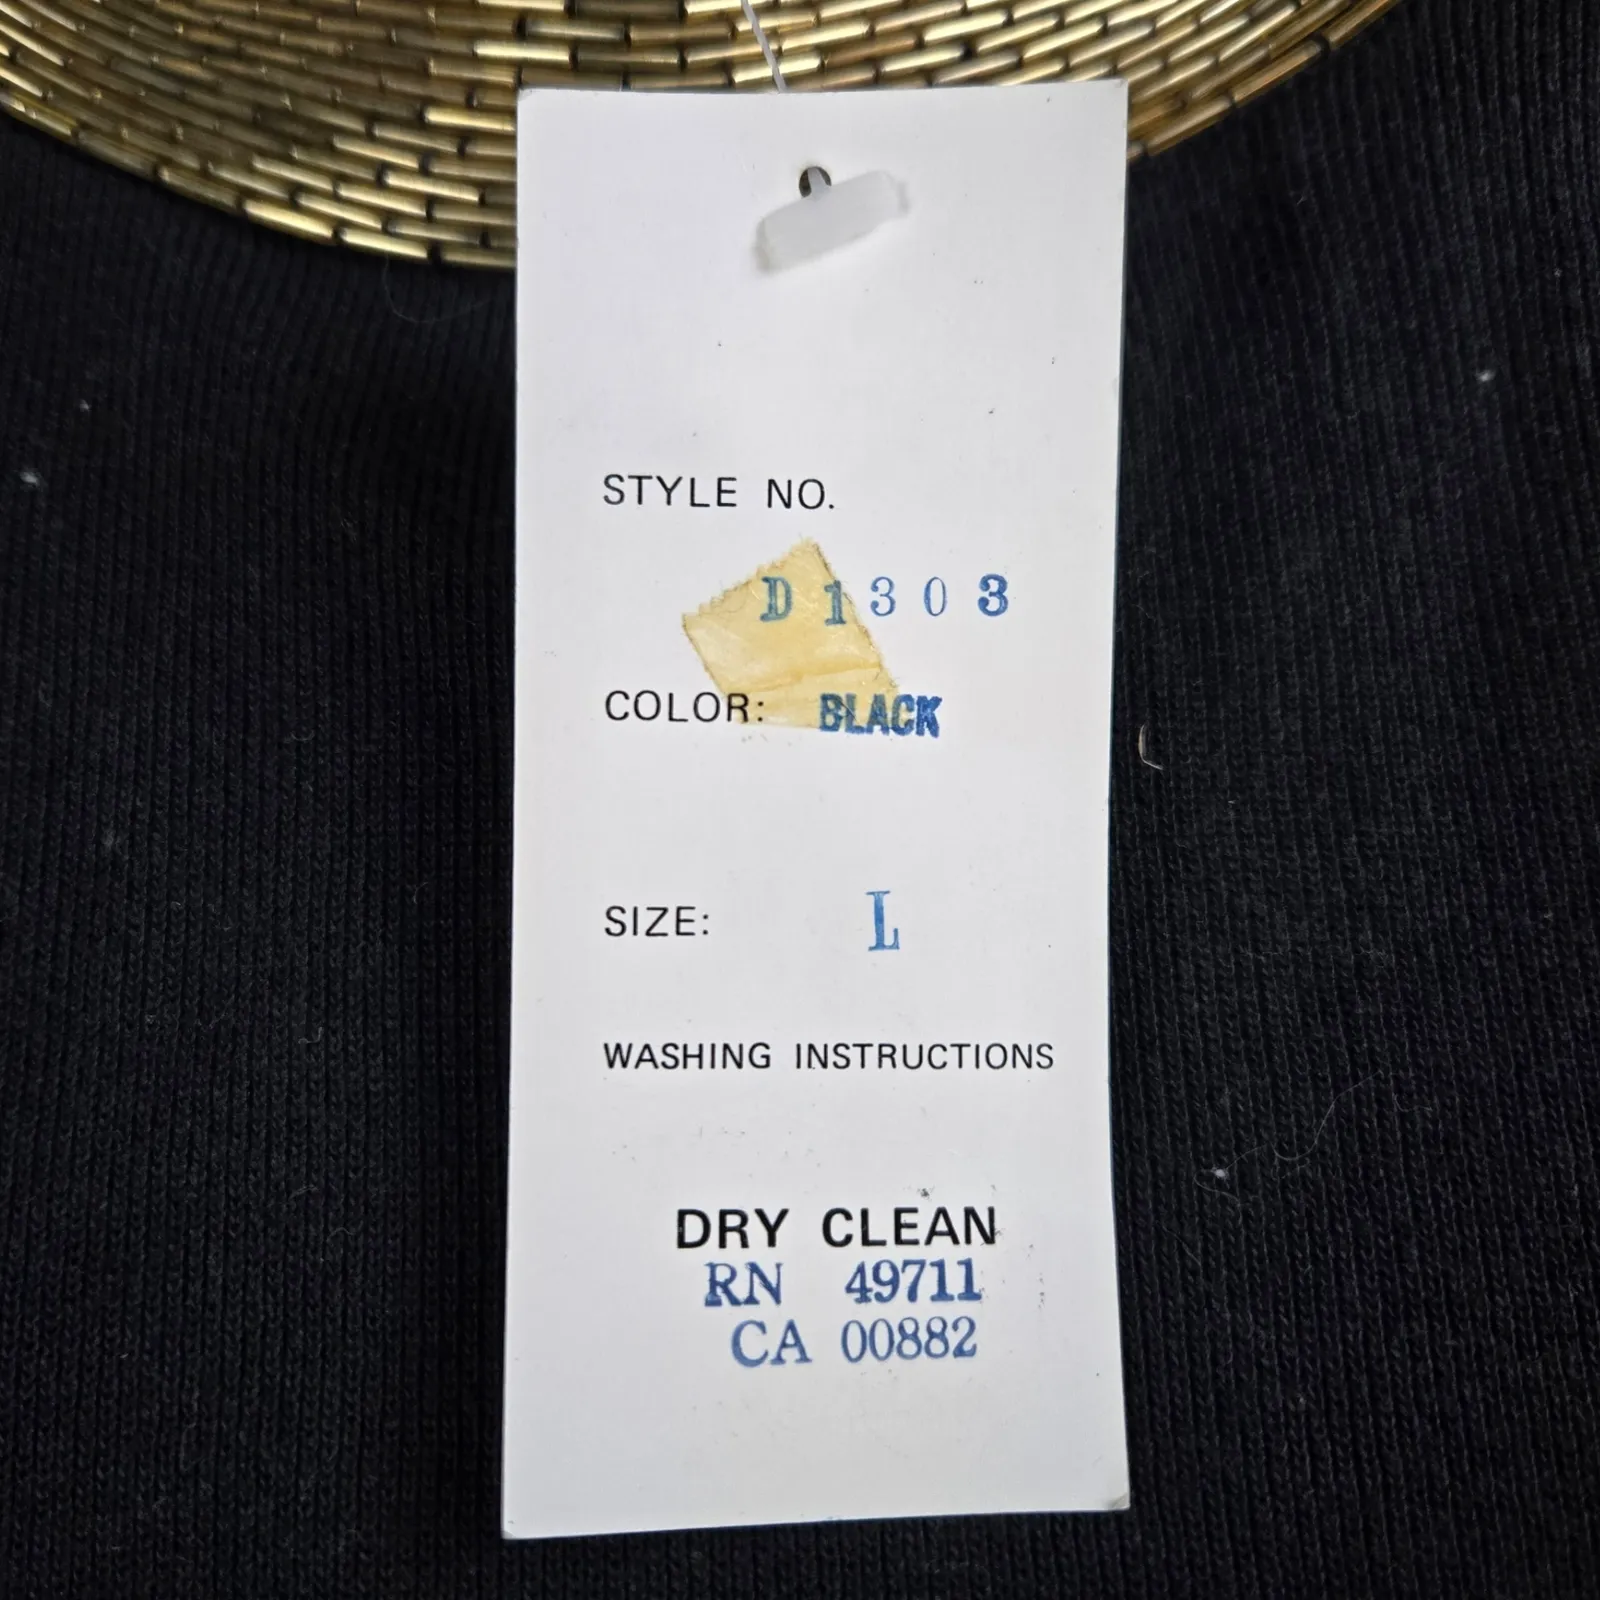 STYLE NO.
D1303
COLOR: BLACK
SIZE: L
WASHING INSTRUCTIONS
DRY CLEAN
RN 49711
CA 00882